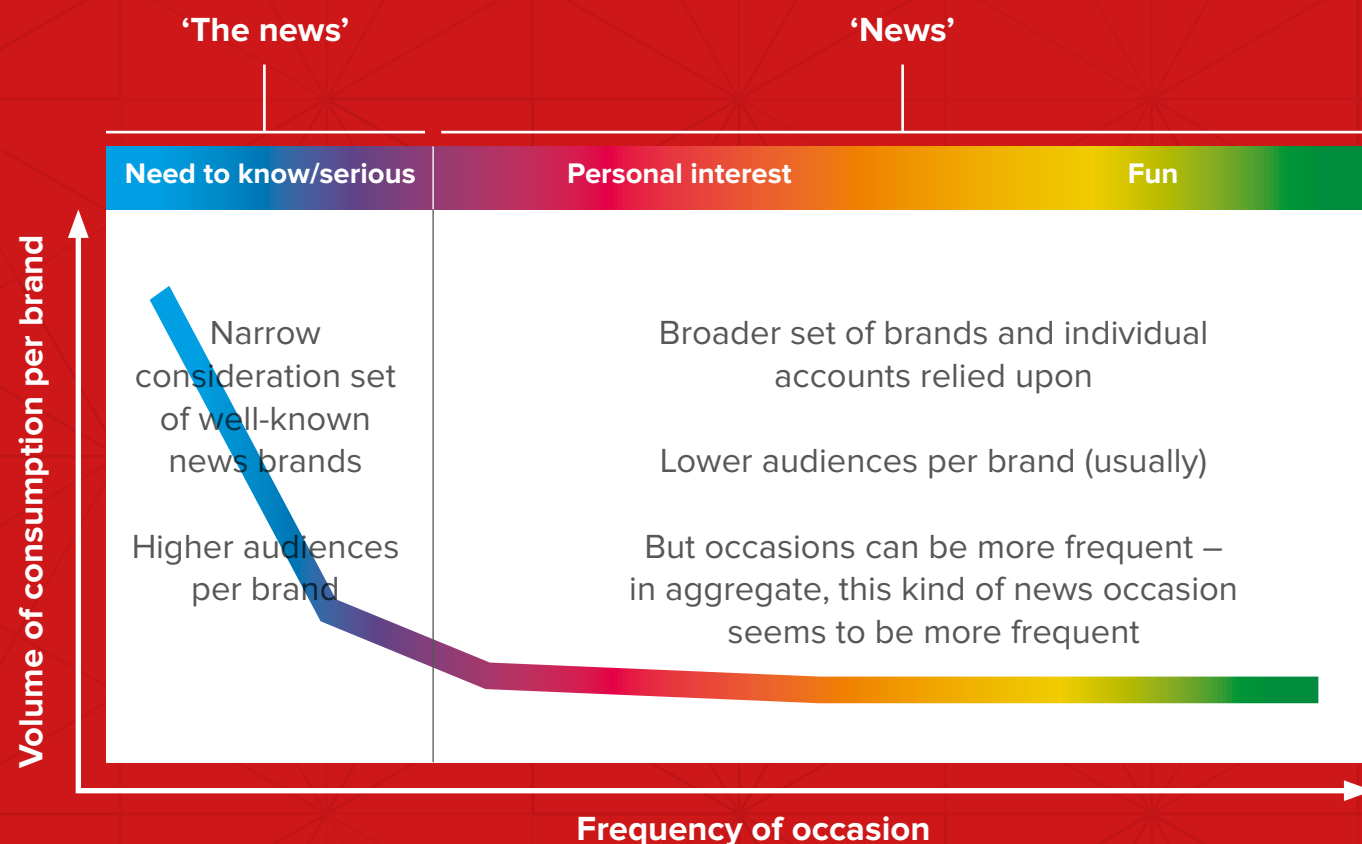 ‘The news’
‘News’
Need to know/serious
Personal interest
Fun
Volume of consumption per brand
Narrow
consideration set
of well-known
news brands
Higher audiences
per brand
Broader set of brands and individual
accounts relied upon
Lower audiences per brand (usually)
But occasions can be more frequent –
in aggregate, this kind of news occasion
seems to be more frequent
Frequency of occasion